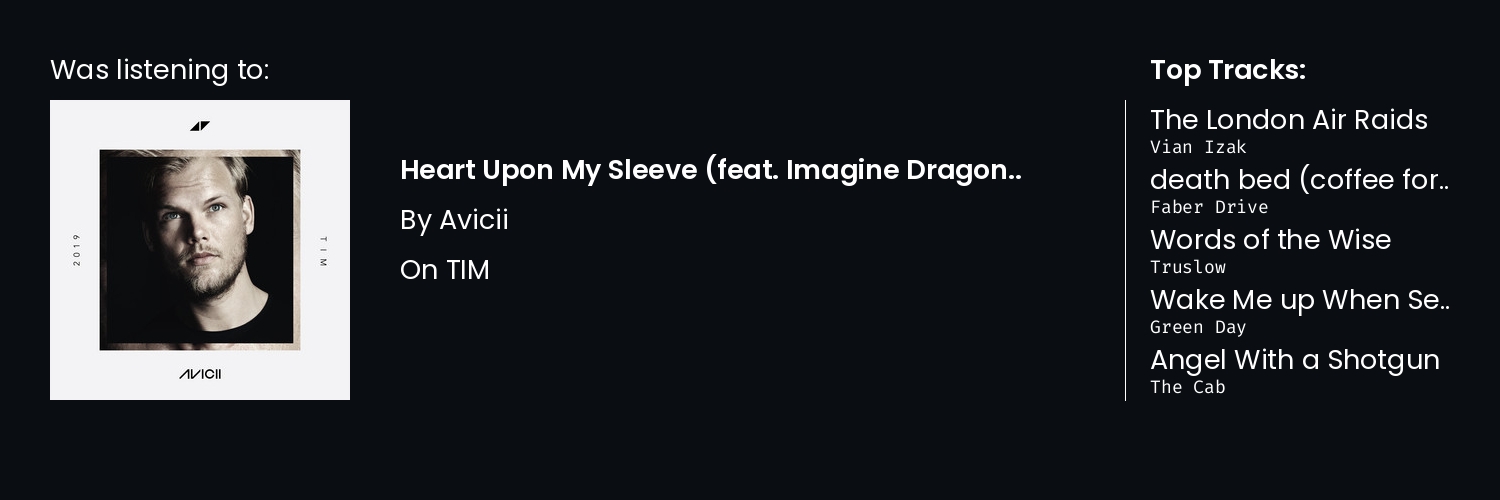 Was listening to:
2019
TIM
AVICII
Heart Upon My Sleeve (feat. Imagine Dragon..
By Avicii
On TIM
Top Tracks:
The London Air Raids
Vian Izak
death bed (coffee for..
Faber Drive
Words of the Wise
Truslow
Wake Me up When Se..
Green Day
Angel With a Shotgun
The Cab